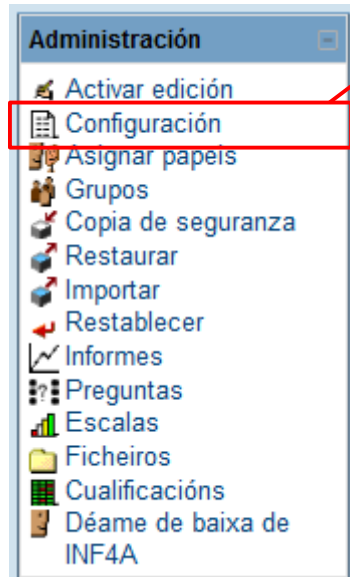 Administración
Activar edición
Configuración
Asignar papeis
Grupos
Copia de seguranza
Restaurar
Importar
Restablecer
Informes
Preguntas
Escalas
Ficheiros
Cualificacións
Déame de baixa de
INF4A